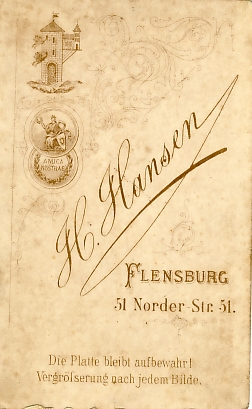 AMICA
NOSTRAE
H. Hansen
FLENSBURG
51 Norder-Str. 51.
Die Platte bleibt aufbewahrt!
Vergrößerung nach jedem Bilde.